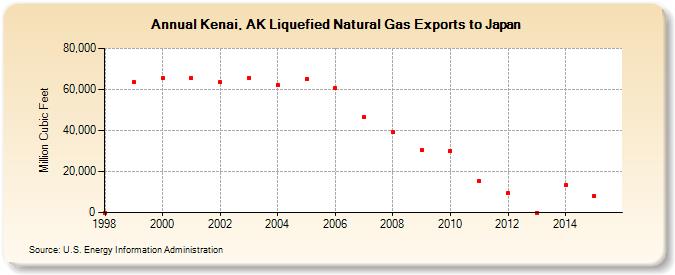 Annual Kenai, AK Liquefied Natural Gas Exports to Japan
Million Cubic Feet
80,000
60,000
40,000
20,000
0
1998 2000 2002 2004 2006 2008 2010 2012 2014
Source: U.S. Energy Information Administration